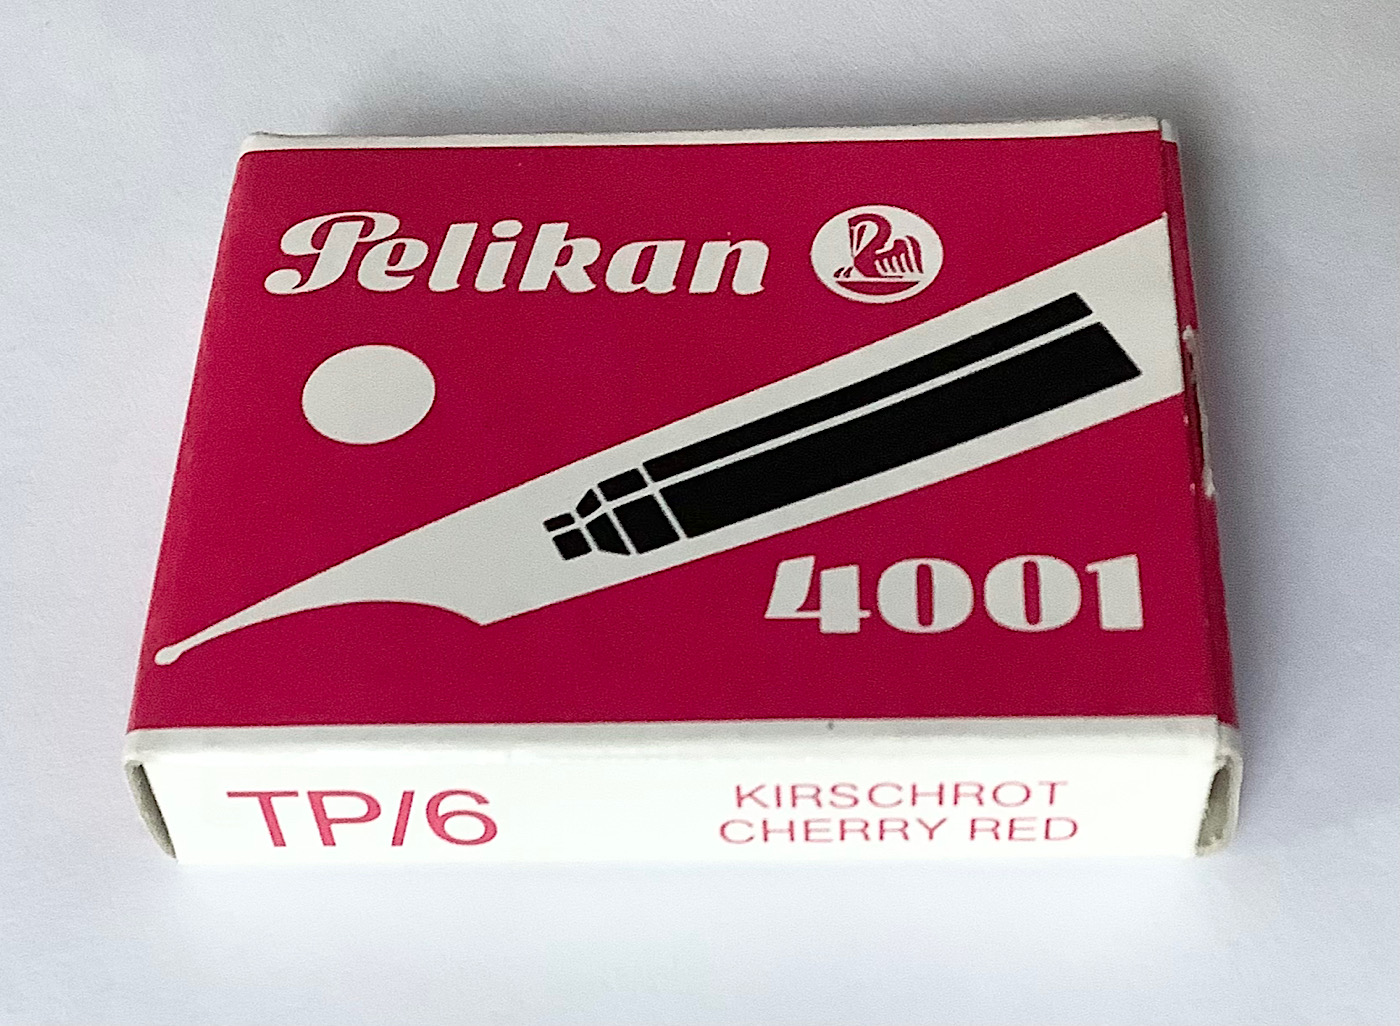 Pelikan
4001
TP/6
KIRSCHROT
CHERRY RED